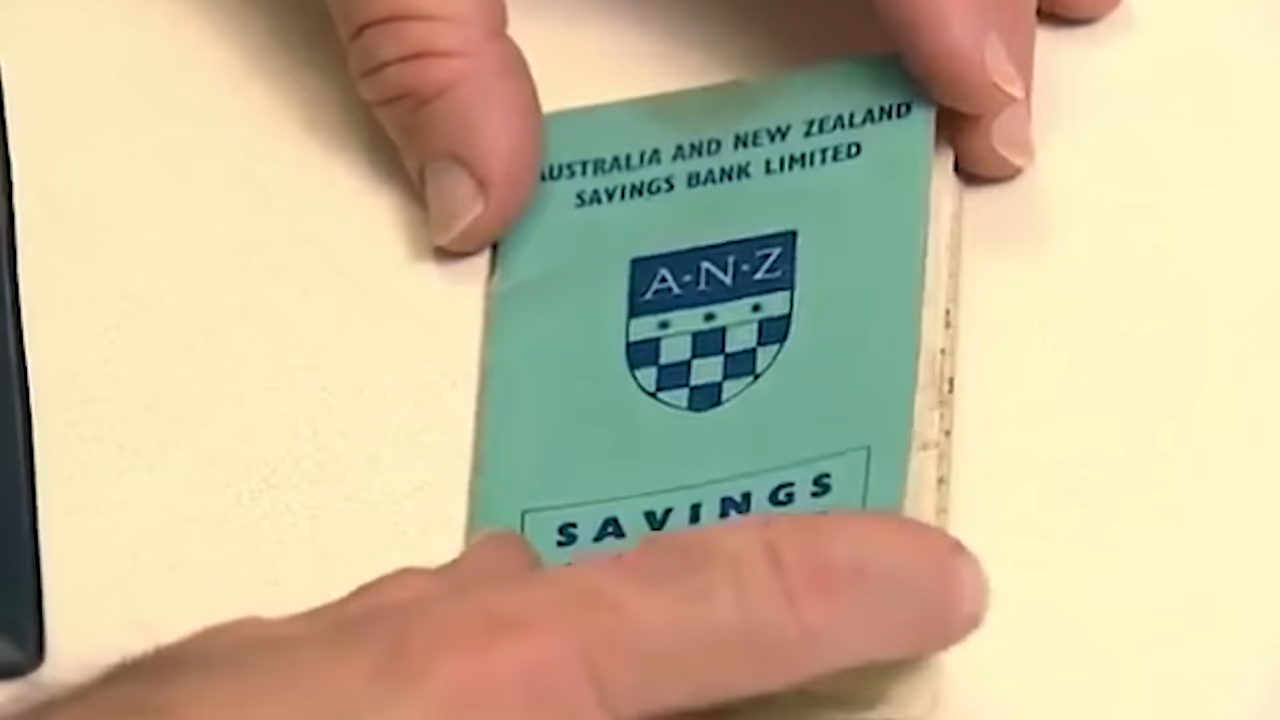 AUSTRALIA AND NEW ZEALAND
SAVINGS BANK LIMITED
A·N·Z
SAVINGS